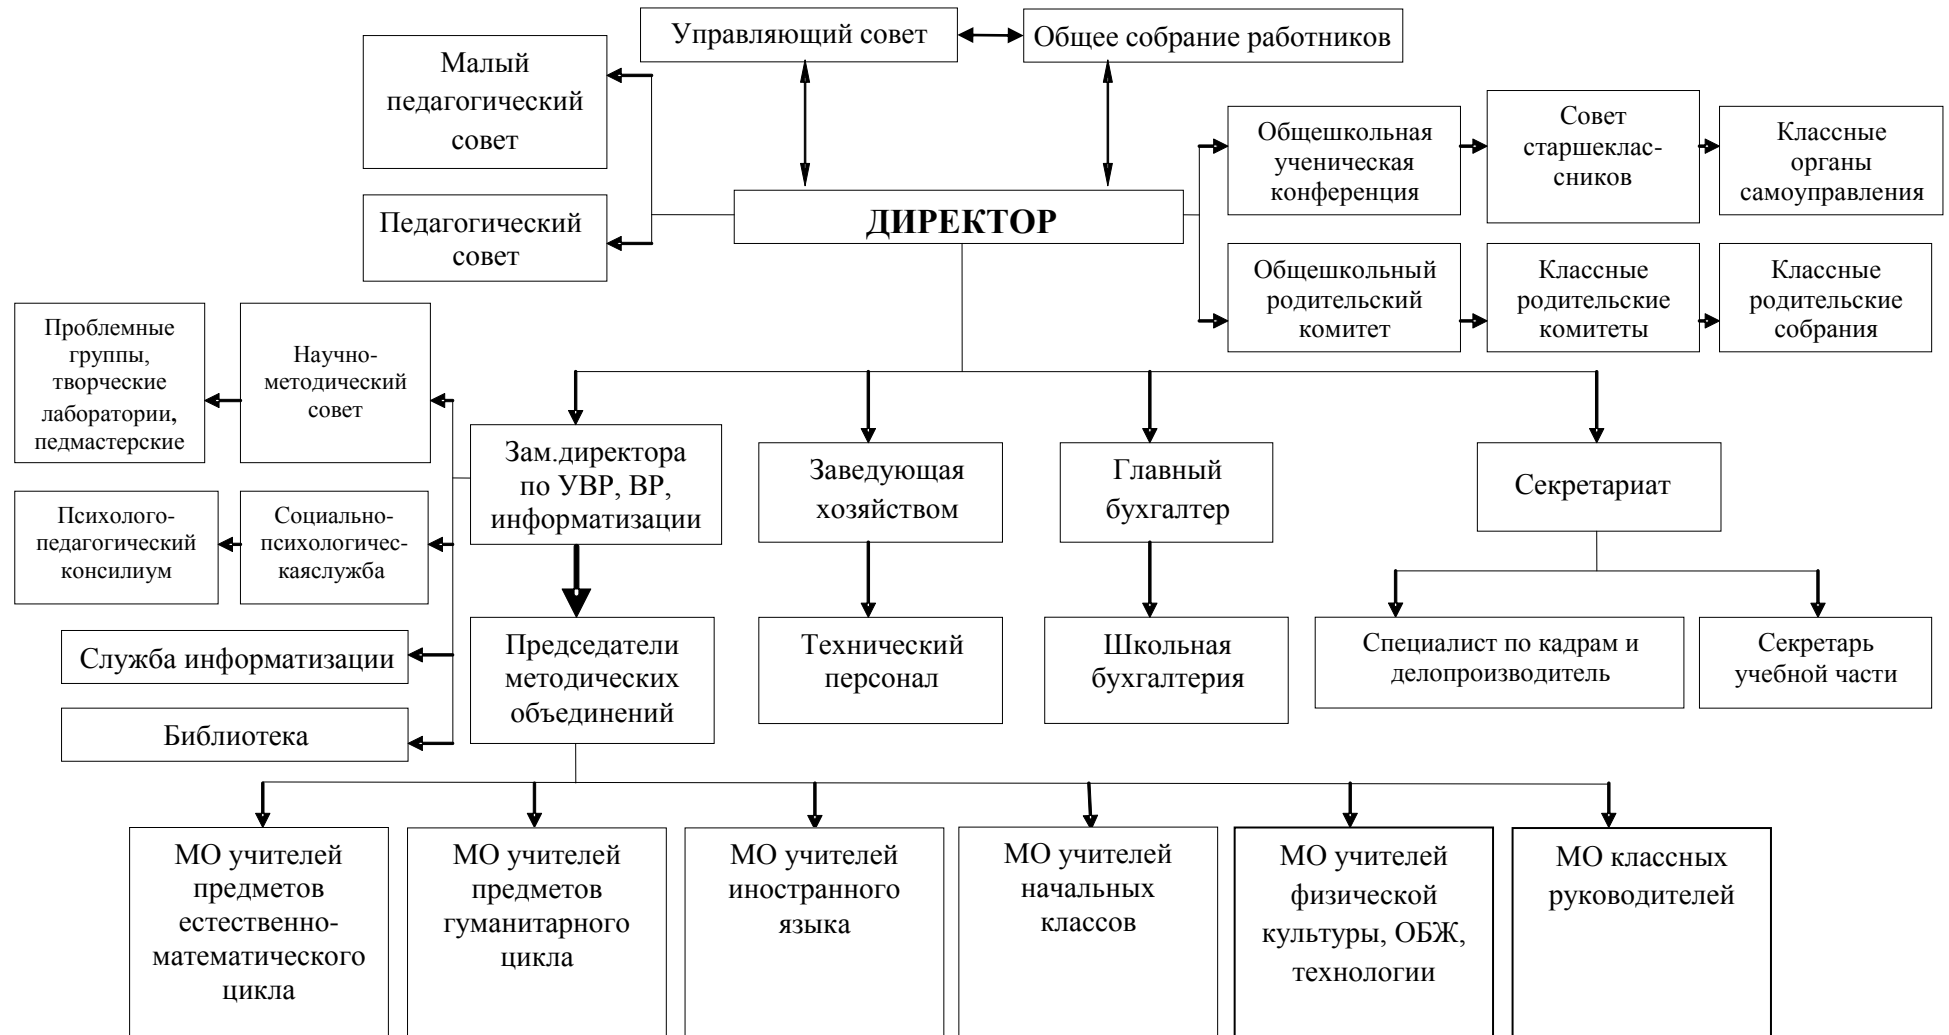 Управляющий совет
Общее собрание работников
Малый
педагогический
совет
Общешкольная
ученическая
конференция
Совет
старшеклас-
сников
Классные
органы
самоуправления
ДИРЕКТОР
Педагогический
совет
Общешкольный
родительский
комитет
Классные
родительские
комитеты
Классные
родительские
собрания
Проблемные
группы,
творческие
лаборатории,
педмастерские
Научно-
методический
совет
Зам.директора
по УВР, ВР,
информатизации
Заведующая
хозяйством
Главный
бухгалтер
Секретариат
Психолого-
педагогический
консилиум
Социально-
психологичес-
каяслужба
Служба информатизации
Библиотека
Председатели
методических
объединений
Технический
персонал
Школьная
бухгалтерия
Специалист по кадрам и
делопроизводитель
Секретарь
учебной части
МО учителей
предметов
естественно-
математического
цикла
МО учителей
предметов
гуманитарного
цикла
МО учителей
иностранного
языка
МО учителей
начальных
классов
МО учителей
физической
культуры, ОБЖ,
технологии
МО классных
руководителей